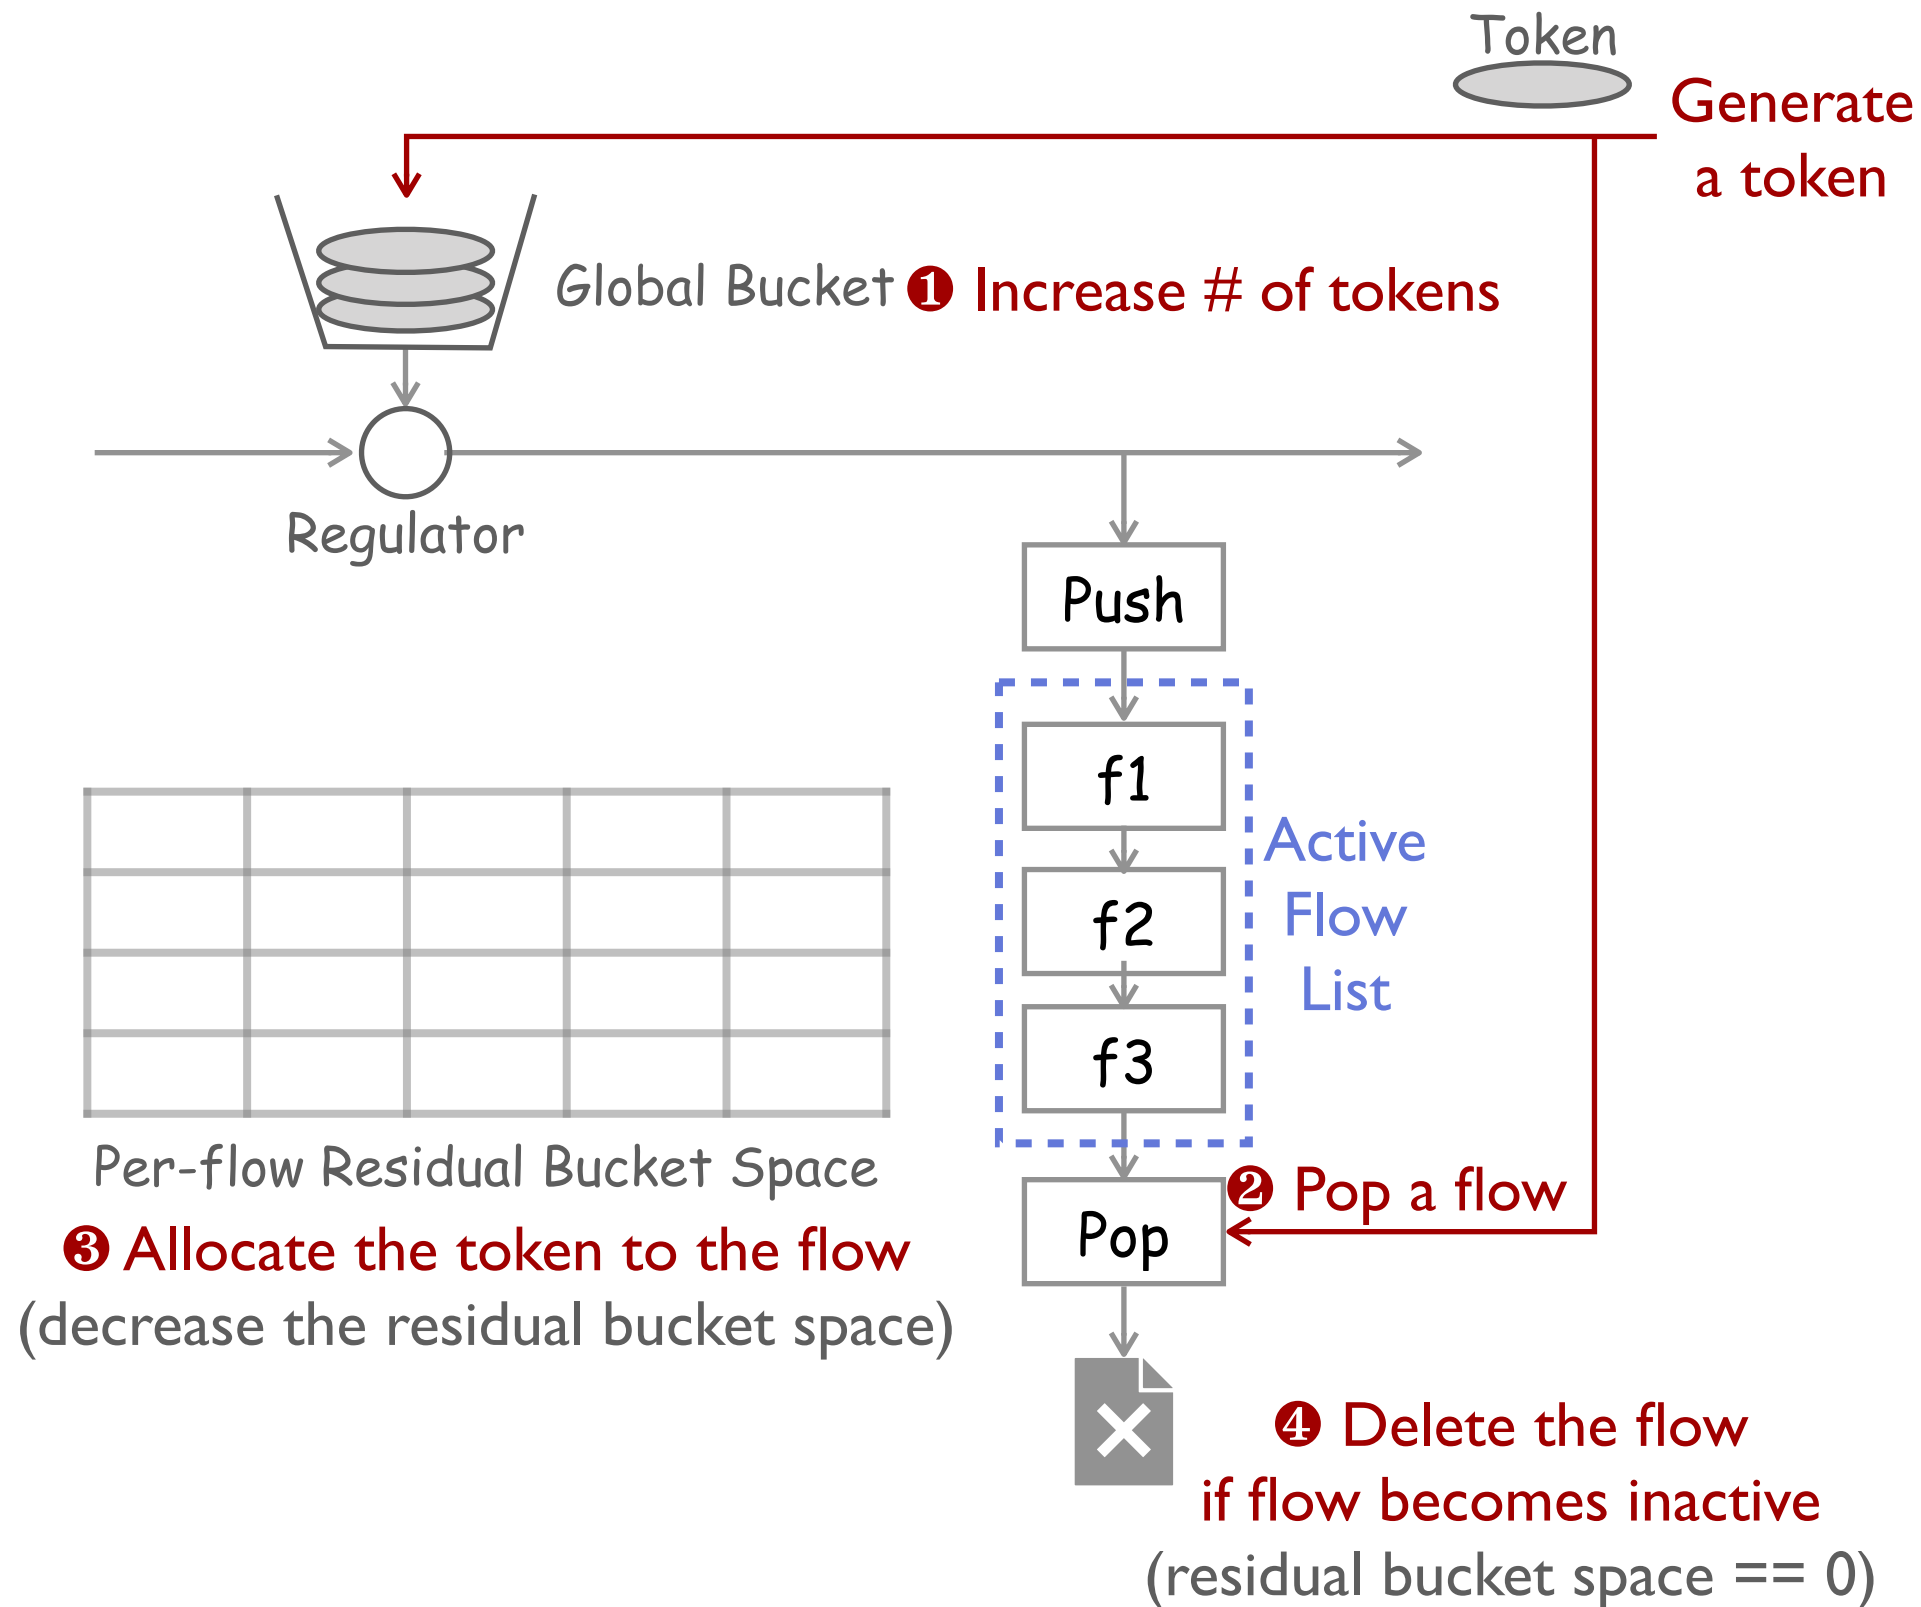 Token
Generate
a token
Global Bucket ❶ Increase # of tokens
Regulator
Push
f1
f2
f3
Active
Flow
List
Per-flow Residual Bucket Space
❸ Allocate the token to the flow
(decrease the residual bucket space)
❷ Pop a flow
Pop
❹ Delete the flow
if flow becomes inactive
(residual bucket space == 0)